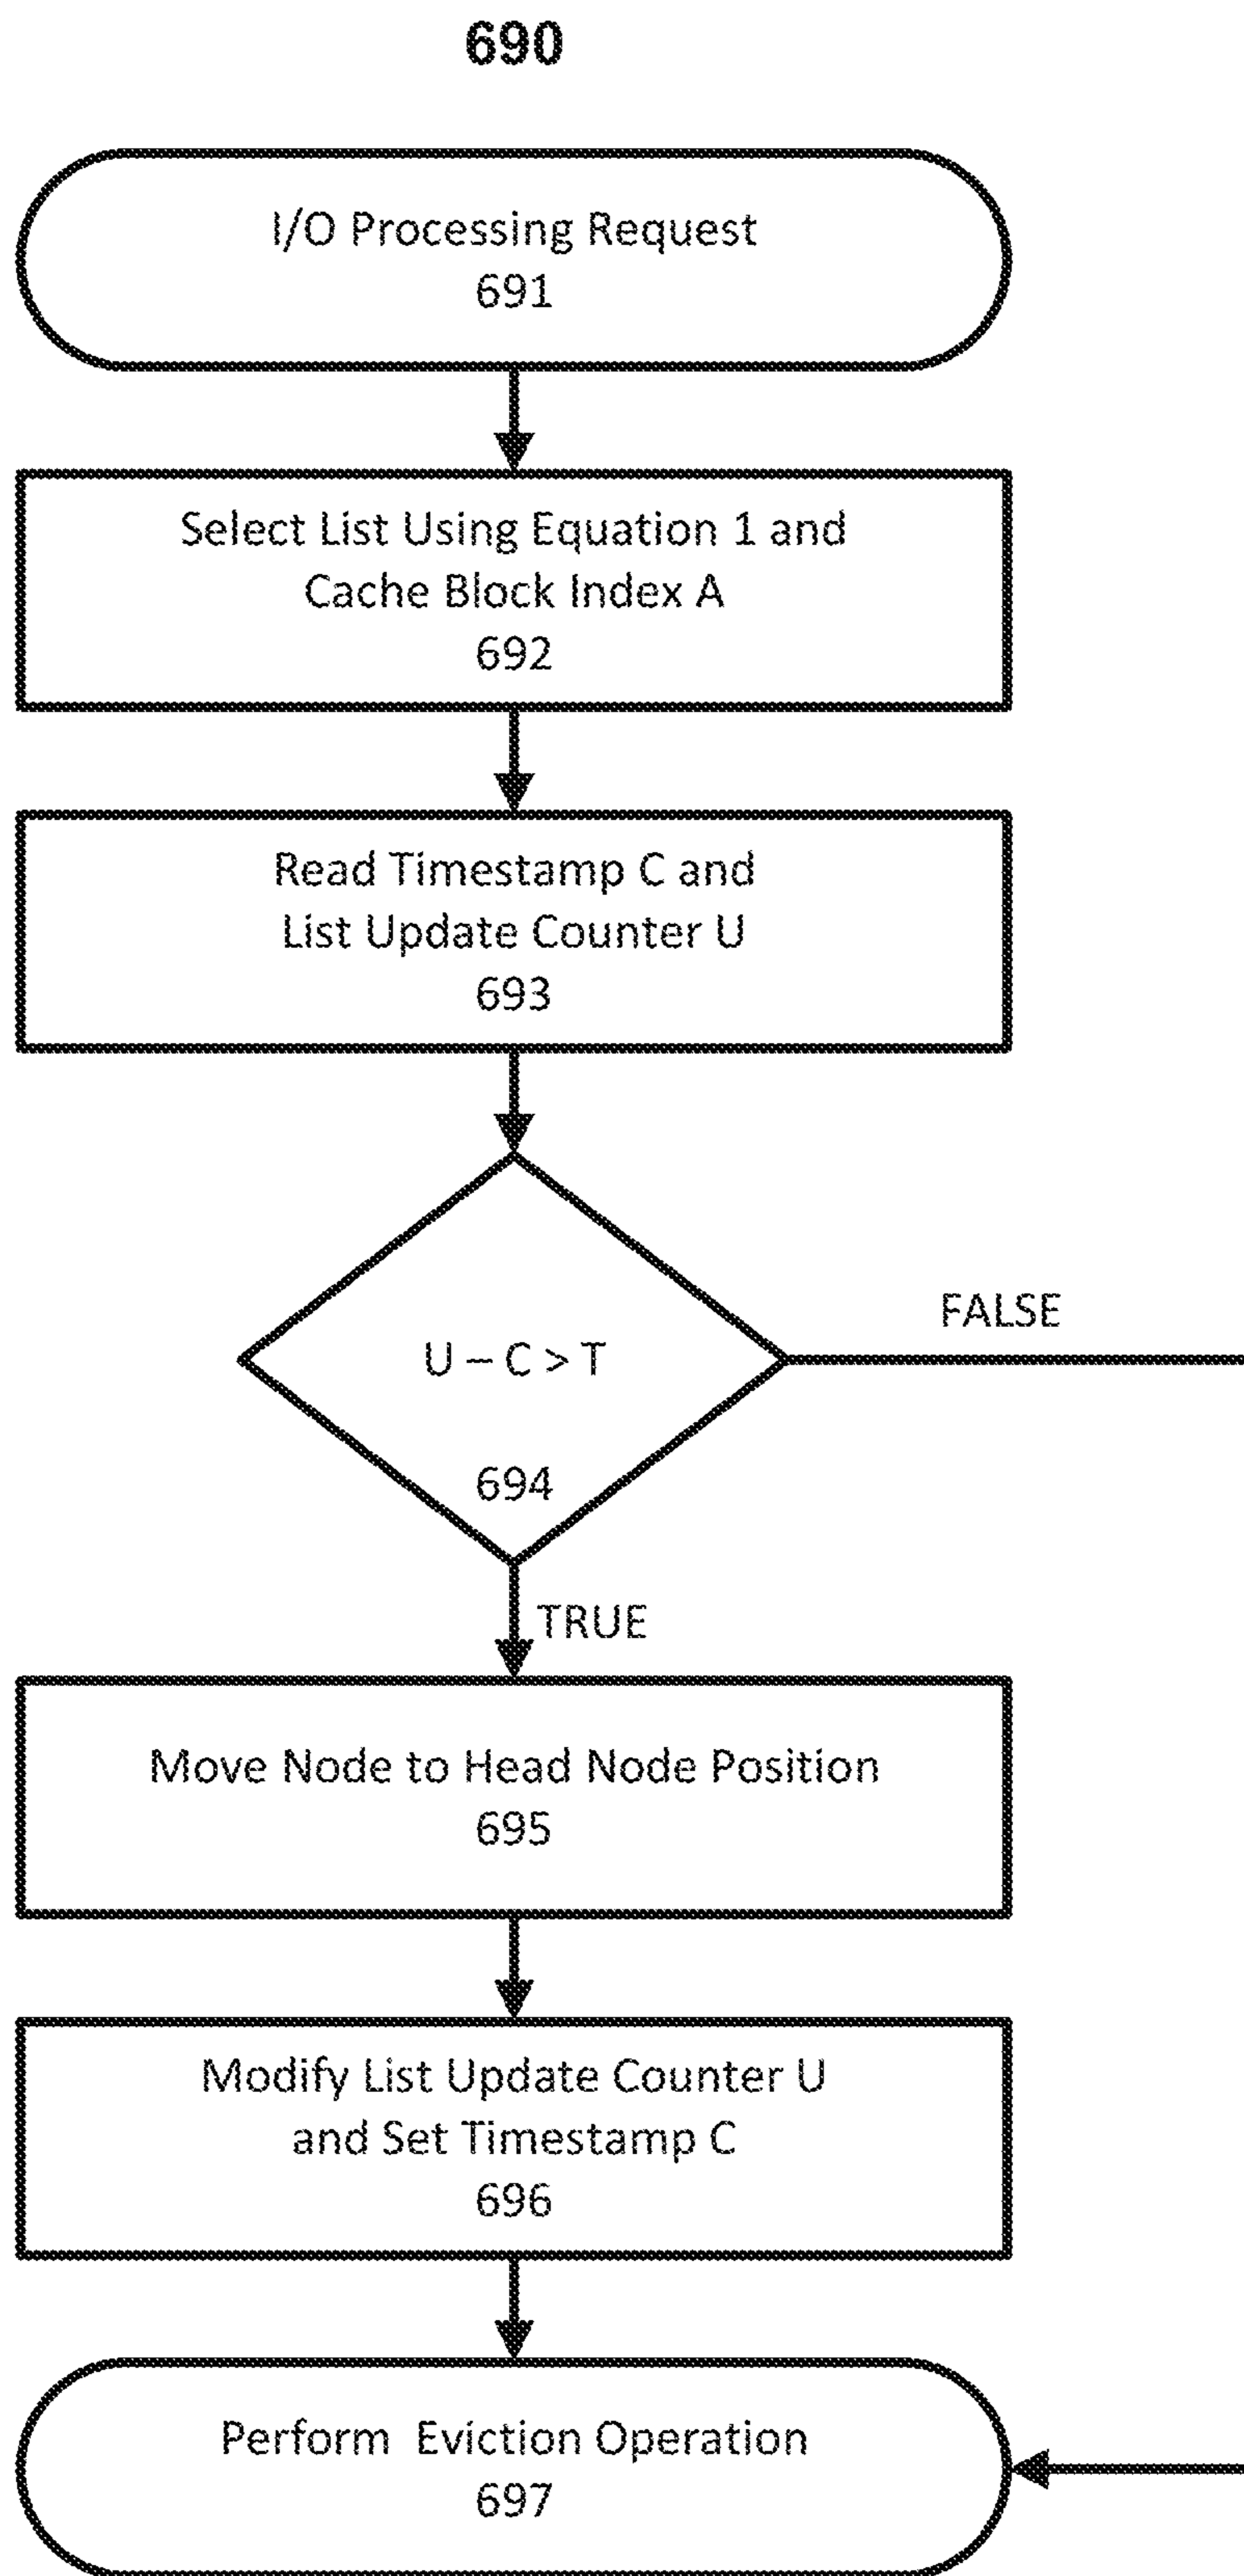 690
I/O Processing Request
691
Select List Using Equation 1 and
Cache Block Index A
692
Read Timestamp C and
List Update Counter U
693
U – C > T
FALSE
694
TRUE
Move Node to Head Node Position
695
Modify List Update Counter U
and Set Timestamp C
696
Perform Eviction Operation
697